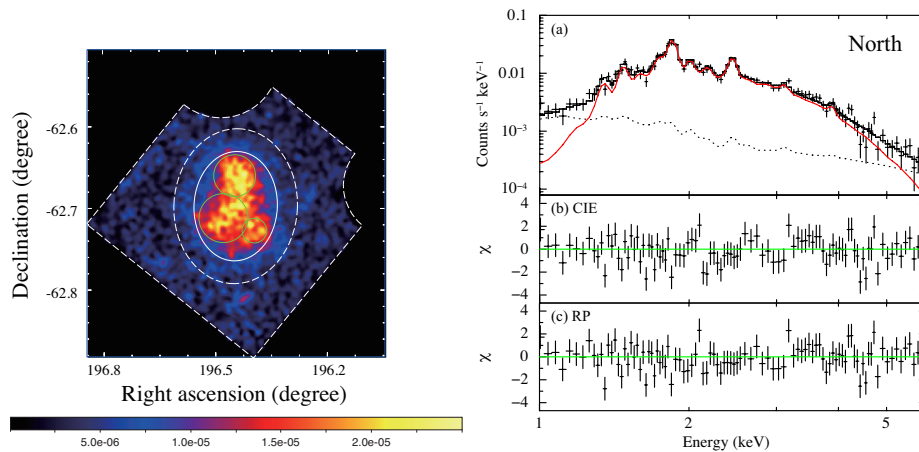 Declination (degree)
-62.6
-62.7
-62.8
196.8
196.5
196.2
Right ascension (degree)
5.0e-06
1.0e-05
1.5e-05
2.0e-05
(a)
North
Counts s⁻¹ keV⁻¹
0.1
0.01
10⁻³
10⁻⁴
(b) CIE
χ
4
2
0
−2
−4
(c) RP
χ
4
2
0
−2
−4
1
2
5
Energy (keV)